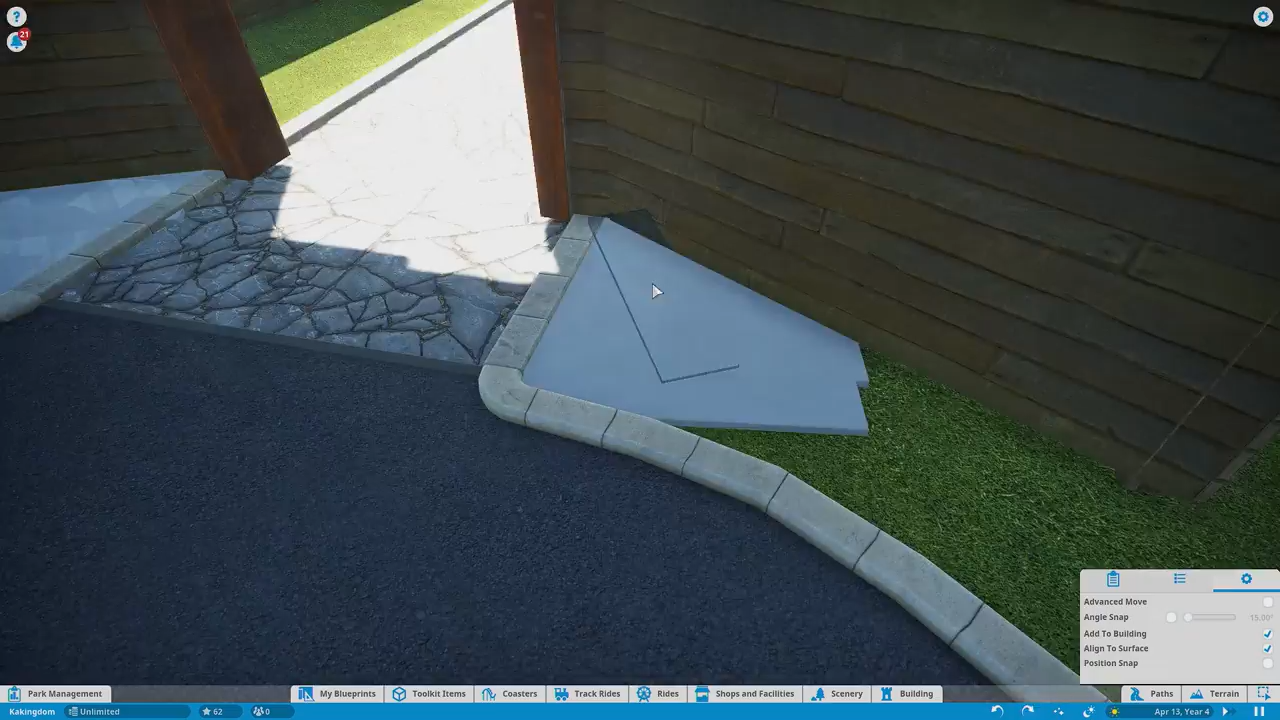 ?
21
Advanced Move
Angle Snap 15.00°
Add To Building
Align To Surface
Position Snap
Park Management My Blueprints Toolkit Items Coasters Track Rides Rides Shops and Facilities Scenery Building Paths Terrain
Kakingdom Unlimited 62 0 Apr 13, Year 4